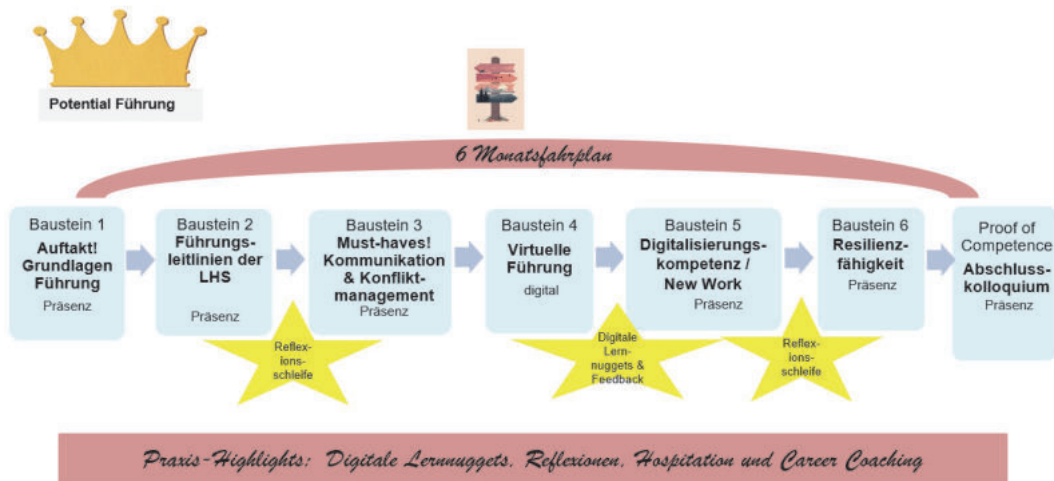 Potential Führung
6 Monatsfahrplan
Baustein 1
Auftakt!
Grundlagen
Führung
Präsenz
Baustein 2
Führungs-
leitlinien der
LHS
Präsenz
Baustein 3
Must-haves!
Kommunikation
& Konflikt-
management
Präsenz
Baustein 4
Virtuelle
Führung
digital
Baustein 5
Digitalisierungs-
kompetenz /
New Work
Präsenz
Baustein 6
Resilienz-
fähigkeit
Präsenz
Proof of
Competence
Abschluss-
kolloquium
Präsenz
Reflex-
ions-
schleife
Digitale
Lern-
nuggets &
Feedback
Reflex-
ions-
schleife
Praxis-Highlights: Digitale Lernnuggets, Reflexionen, Hospitation und Career Coaching